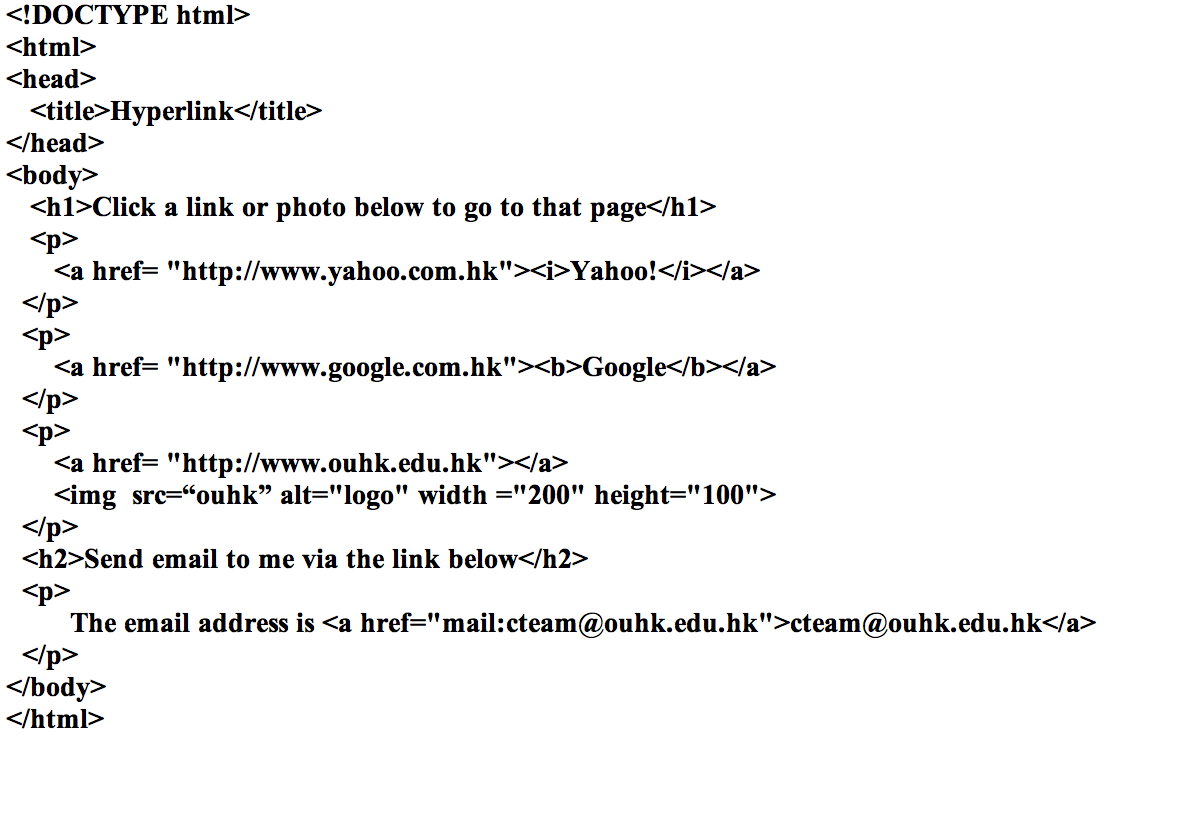 <!DOCTYPE html>
<html>
<head>
<title>Hyperlink</title>
</head>
<body>
<h1>Click a link or photo below to go to that page</h1>
<p>
<a href= "http://www.yahoo.com.hk"><i>Yahoo!</i></a>
</p>
<p>
<a href= "http://www.google.com.hk"><b>Google</b></a>
</p>
<p>
<a href= "http://www.ouhk.edu.hk"></a>
<img  src=“ouhk” alt="logo" width ="200" height="100">
</p>
<h2>Send email to me via the link below</h2>
<p>
The email address is <a href="mail:cteam@ouhk.edu.hk">cteam@ouhk.edu.hk</a>
</p>
</body>
</html>